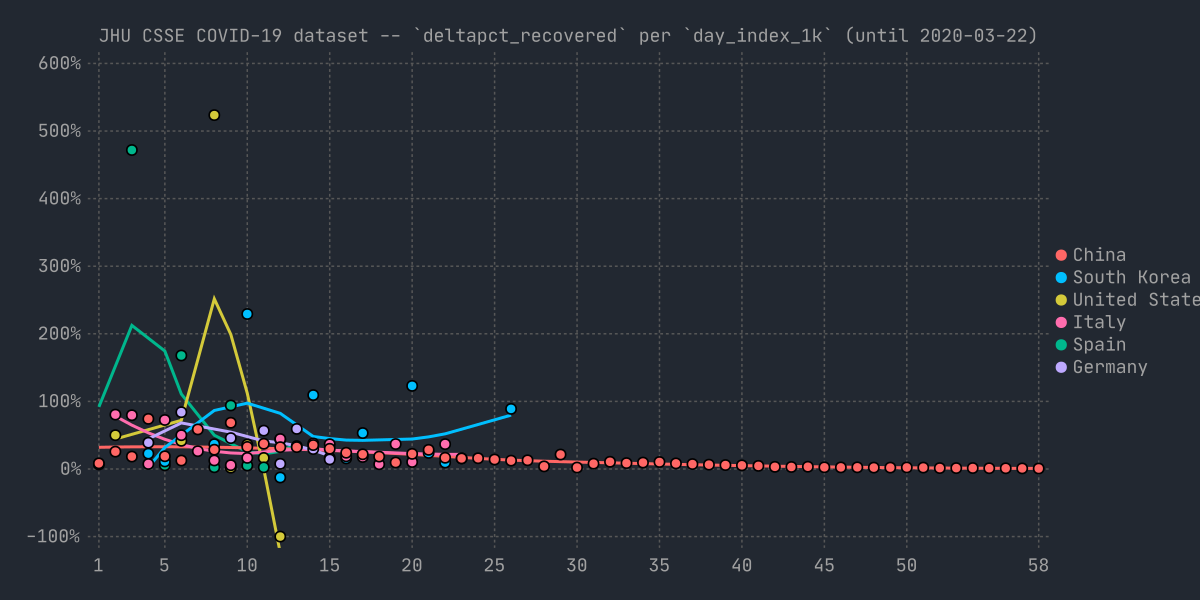 JHU CSSE COVID-19 dataset -- `deltapct_recovered` per `day_index_1k` (until 2020-03-22)
600%
500%
400%
300%
200%
100%
0%
-100%
1 5 10 15 20 25 30 35 40 45 50 58
China
South Korea
United State
Italy
Spain
Germany